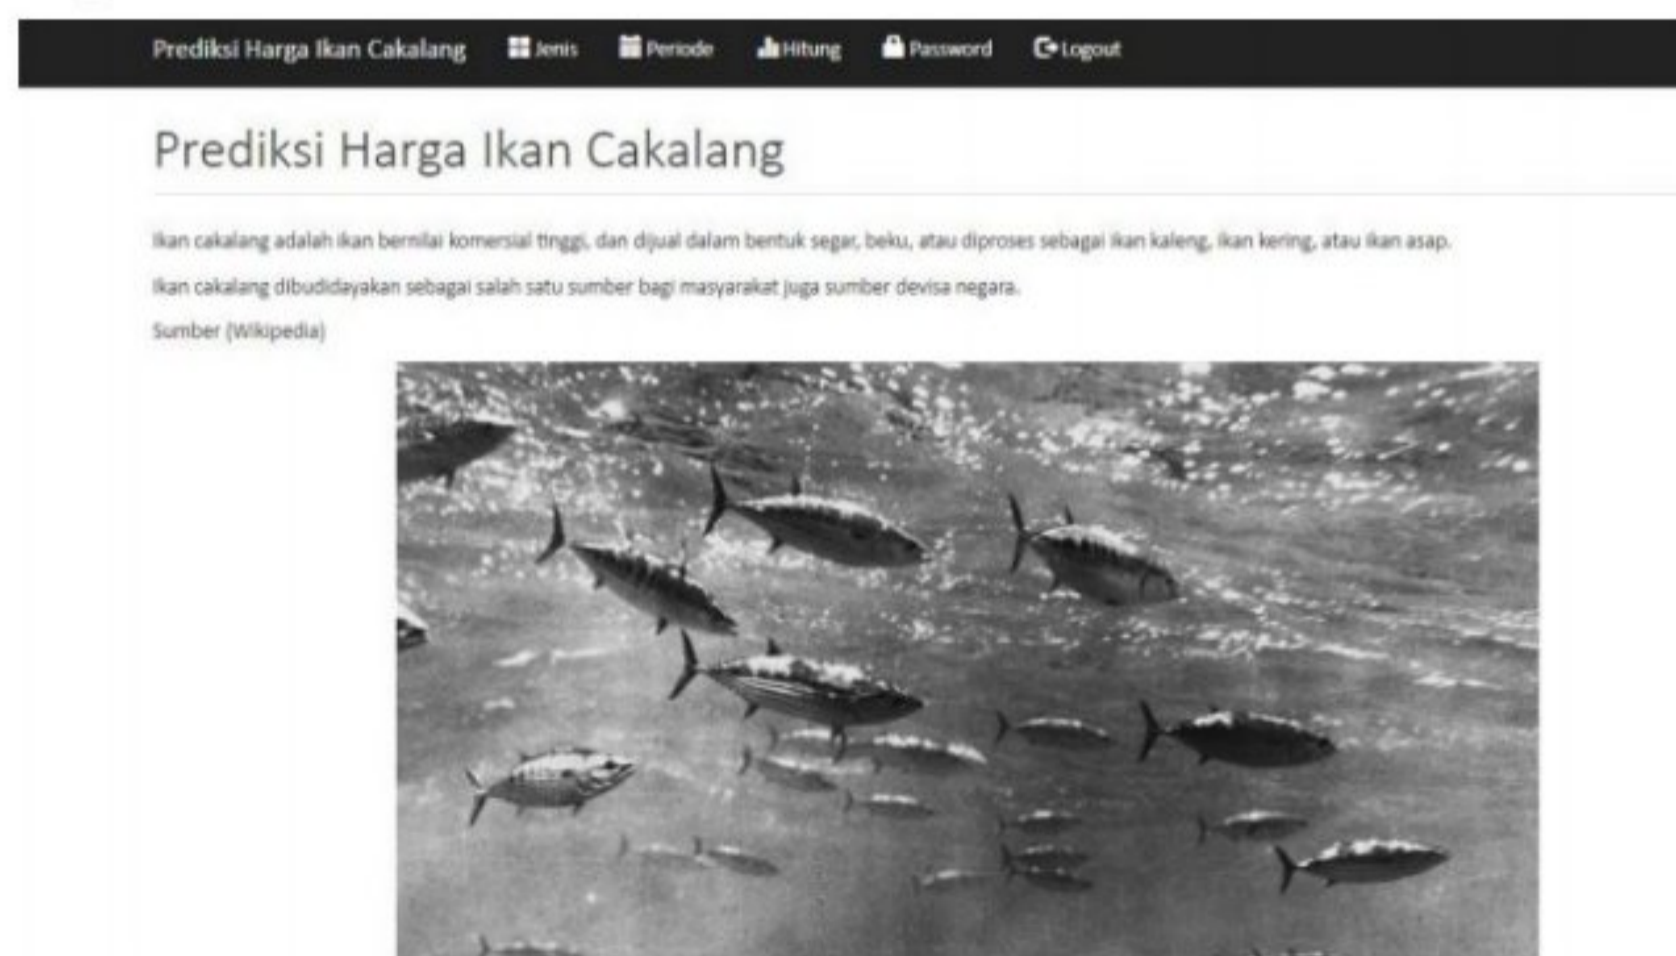 Prediksi Harga Ikan Cakalang Jenis Periode Hitung Password Logout
Prediksi Harga Ikan Cakalang
Ikan cakalang adalah ikan bernilai komersial tinggi, dan dijual dalam bentuk segar, beku, atau diproses sebagai ikan kaleng, ikan kering, atau ikan asap.
Ikan cakalang dibudidayakan sebagai salah satu sumber bagi masyarakat juga sumber devisa negara.
Sumber (Wikipedia)